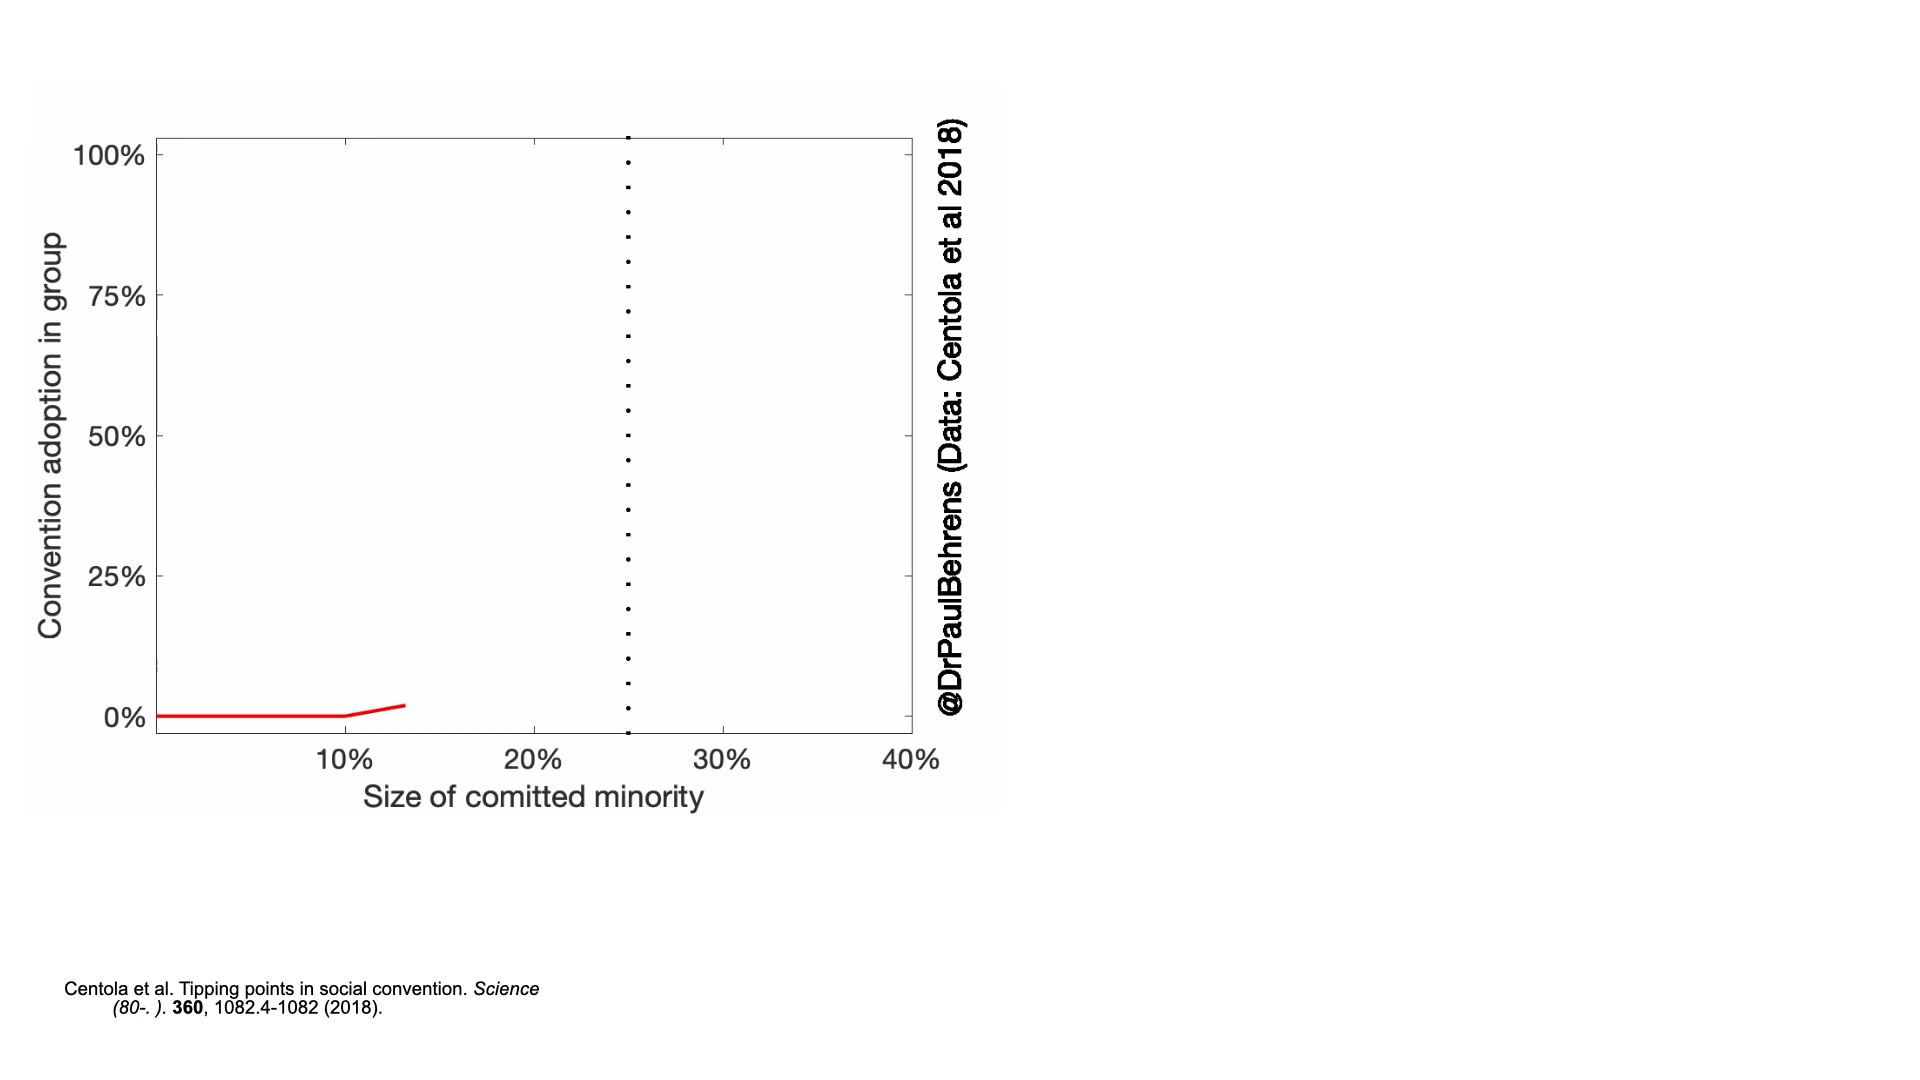 100%
75%
50%
25%
0%
Convention adoption in group
10% 20% 30% 40%
Size of comitted minority
@DrPaulBehrens (Data: Centola et al 2018)
Centola et al. Tipping points in social convention. Science
(80-. ). 360, 1082.4-1082 (2018).